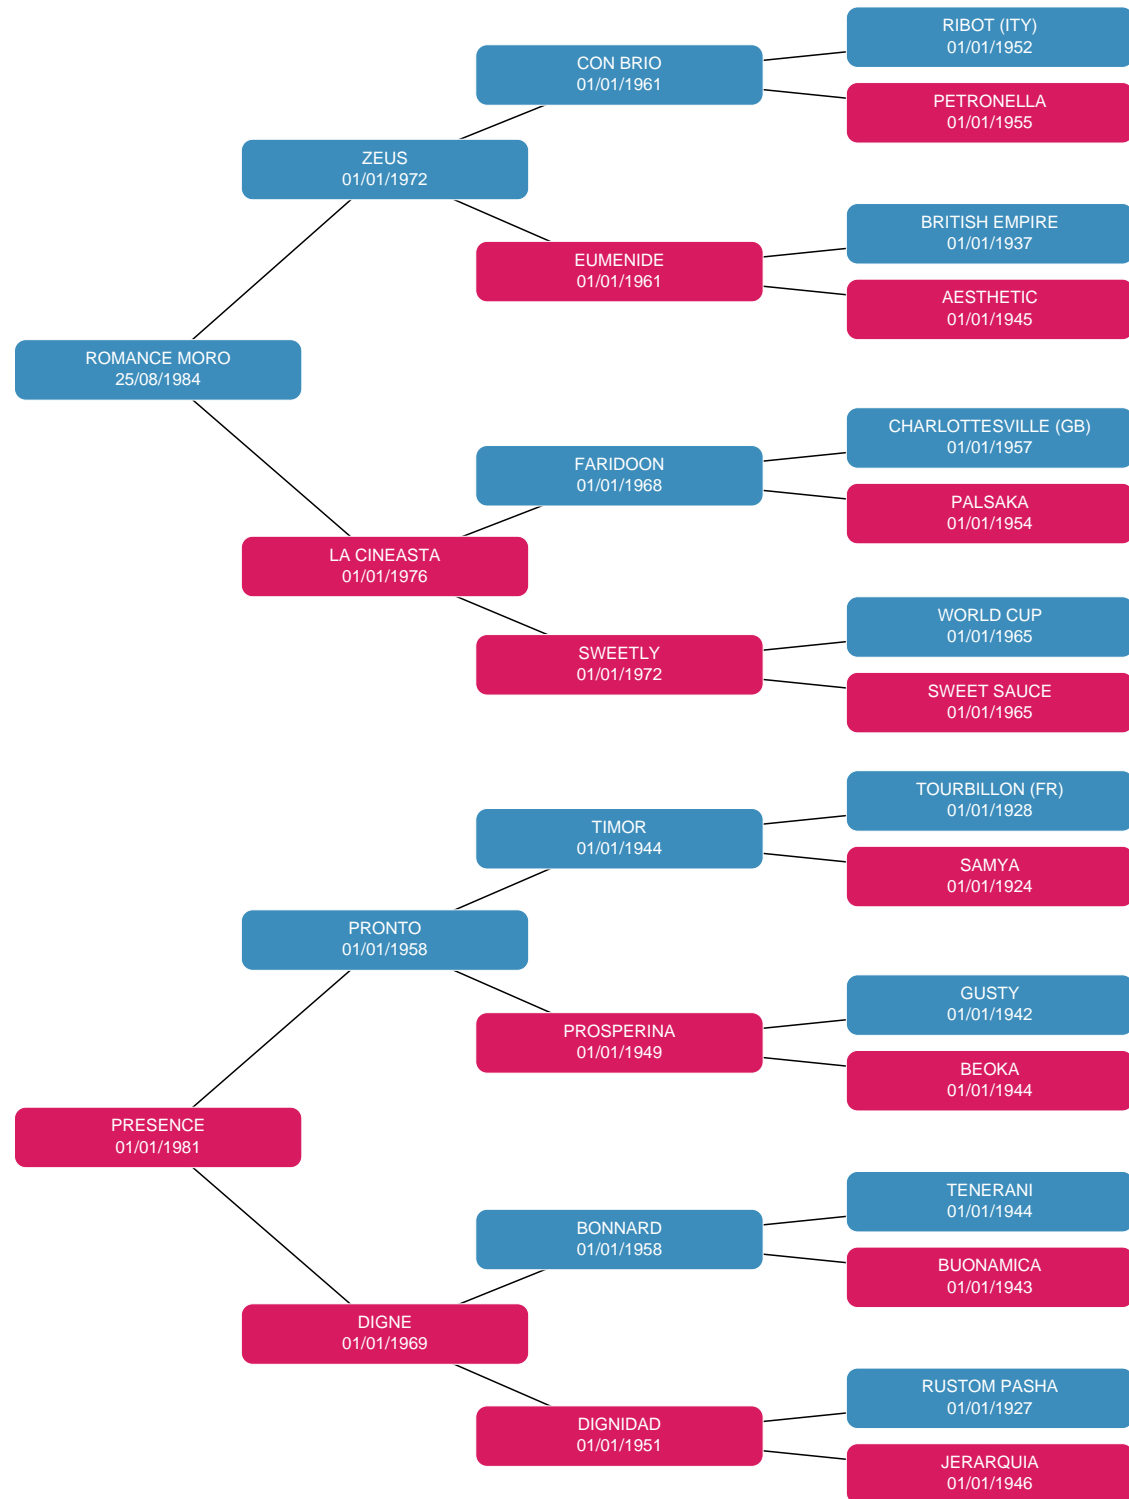 RIBOT (ITY)
01/01/1952
CON BRIO
01/01/1961
PETRONELLA
01/01/1955
ZEUS
01/01/1972
BRITISH EMPIRE
01/01/1937
EUMENIDE
01/01/1961
AESTHETIC
01/01/1945
ROMANCE MORO
25/08/1984
CHARLOTTESVILLE (GB)
01/01/1957
FARIDOON
01/01/1968
PALSAKA
01/01/1954
LA CINEASTA
01/01/1976
WORLD CUP
01/01/1965
SWEETLY
01/01/1972
SWEET SAUCE
01/01/1965
TOURBILLON (FR)
01/01/1928
TIMOR
01/01/1944
SAMYA
01/01/1924
PRONTO
01/01/1958
GUSTY
01/01/1942
PROSPERINA
01/01/1949
BEOKA
01/01/1944
PRESENCE
01/01/1981
TENERANI
01/01/1944
BONNARD
01/01/1958
BUONAMICA
01/01/1943
DIGNE
01/01/1969
RUSTOM PASHA
01/01/1927
DIGNIDAD
01/01/1951
JERARQUIA
01/01/1946